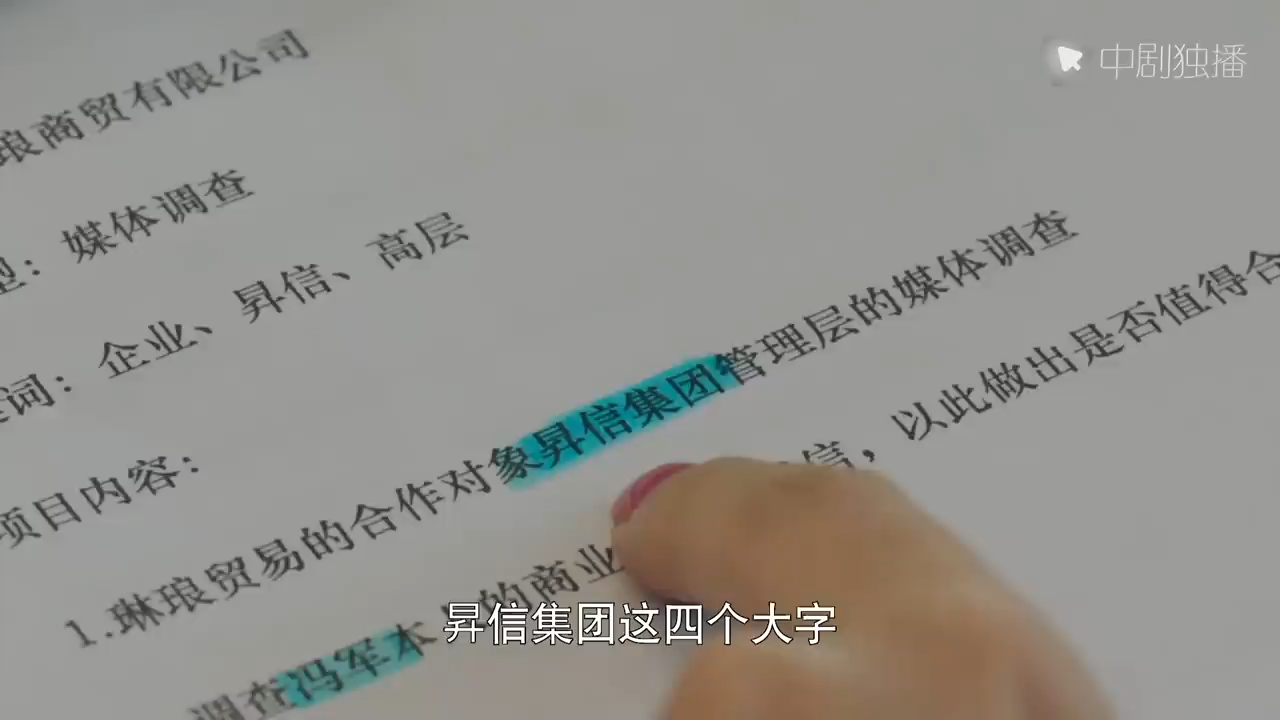 中剧独播
琅商贸有限公司
型：媒体调查
词：企业、昇信、高层
项目内容：
1.琳琅贸易的合作对象昇信集团管理层的媒体调查
调查冯军本 的商业 信，以此做出是否值得合
昇信集团这四个大字